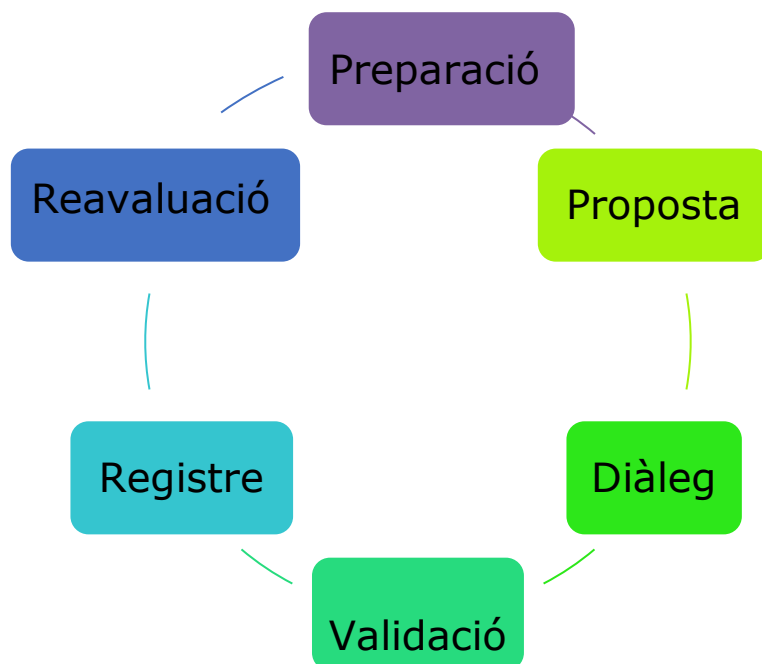 Preparació
Proposta
Diàleg
Validació
Registre
Reavaluació